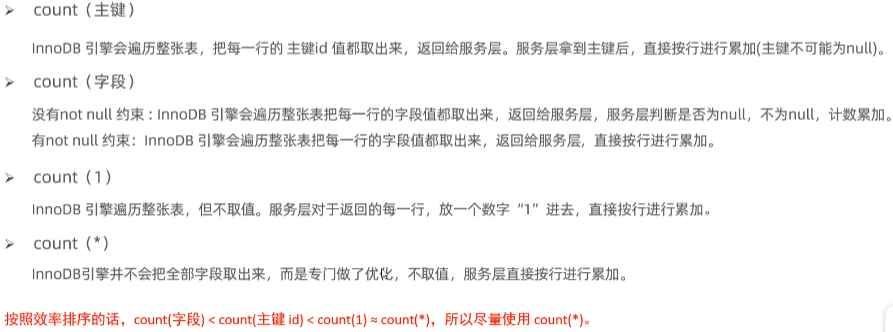 ➢ count（主键）
InnoDB 引擎会遍历整张表，把每一行的 主键id 值都取出来，返回给服务层。服务层拿到主键后，直接按行进行累加(主键不可能为null)。
➢ count（字段）
没有not null 约束 : InnoDB 引擎会遍历整张表把每一行的字段值都取出来，返回给服务层，服务层判断是否为null，不为null，计数累加。
有not null 约束：InnoDB 引擎会遍历整张表把每一行的字段值都取出来，返回给服务层，直接按行进行累加。
➢ count（1）
InnoDB 引擎遍历整张表，但不取值。服务层对于返回的每一行，放一个数字“1”进去，直接按行进行累加。
➢ count（*）
InnoDB引擎并不会把全部字段取出来，而是专门做了优化，不取值，服务层直接按行进行累加。
按照效率排序的话，count(字段) < count(主键 id) < count(1) ≈ count(*)，所以尽量使用 count(*)。